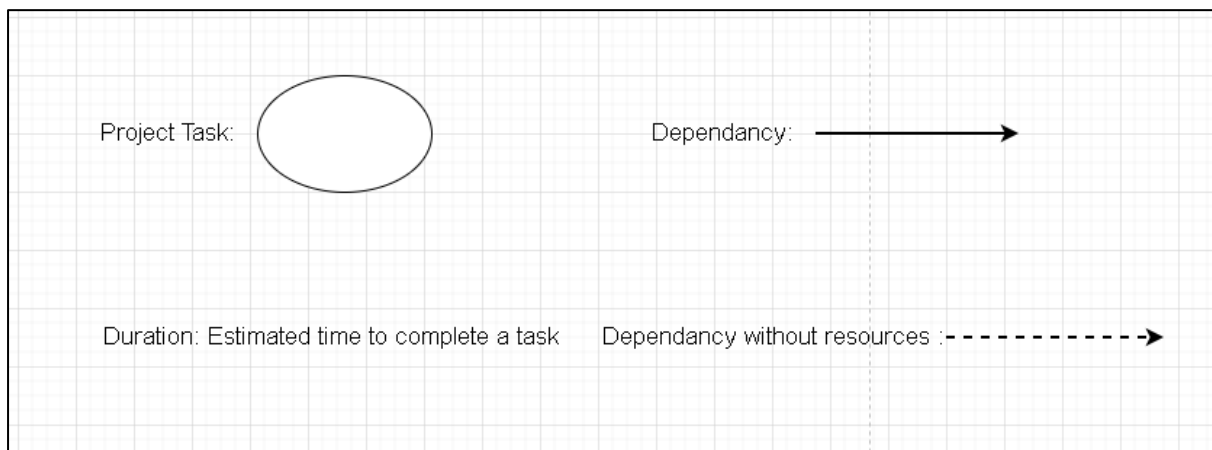 Project Task:
Dependancy:
Duration: Estimated time to complete a task
Dependancy without resources :